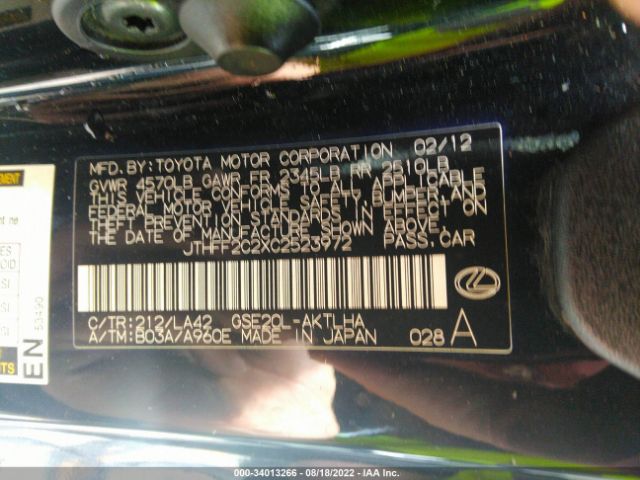 MFD. BY: TOYOTA MOTOR CORPORATION 02/12
GVWR 4570LB GAWR FR 2345LB RR 2510LB
THIS VEHICLE CONFORMS TO ALL APPLICABLE
FEDERAL MOTOR VEHICLE SAFETY, BUMPER, AND
THEFT PREVENTION STANDARDS IN EFFECT ON
THE DATE OF MANUFACTURE SHOWN ABOVE.
JTHFF2C2XC2523972 PASS.CAR
C/TR:212/LA42 GSE20L-AKTLHA
A/TM:B03A/A960E MADE IN JAPAN 028 A
EN 53490
000-34013266 - 08/18/2022 - IAA Inc.